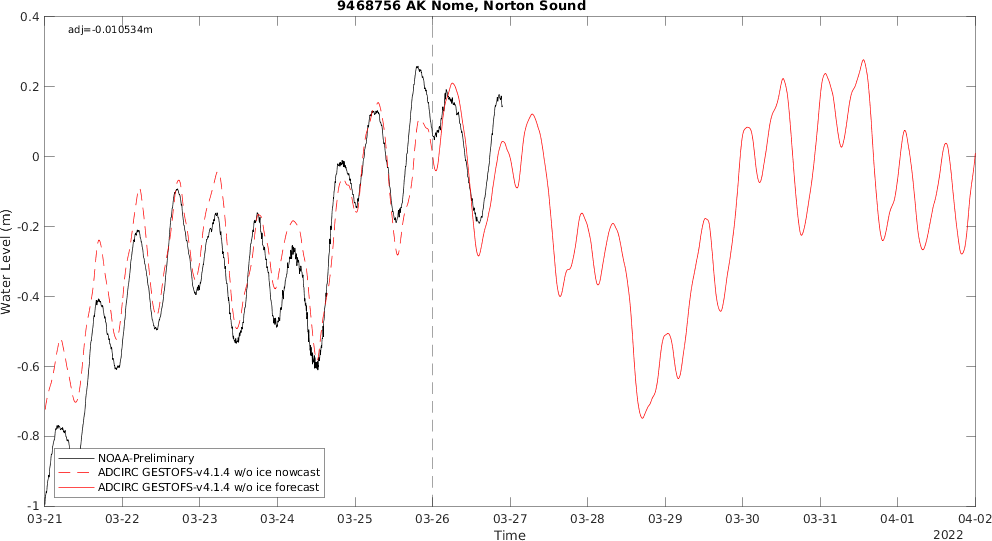 9468756 AK Nome, Norton Sound
adj=-0.010534m
0.4
0.2
0
-0.2
-0.4
-0.6
-0.8
-1
Water Level (m)
NOAA-Preliminary
ADCIRC GESTOFS-v4.1.4 w/o ice nowcast
ADCIRC GESTOFS-v4.1.4 w/o ice forecast
03-21 03-22 03-23 03-24 03-25 03-26 03-27 03-28 03-29 03-30 03-31 04-01 04-02
Time
2022